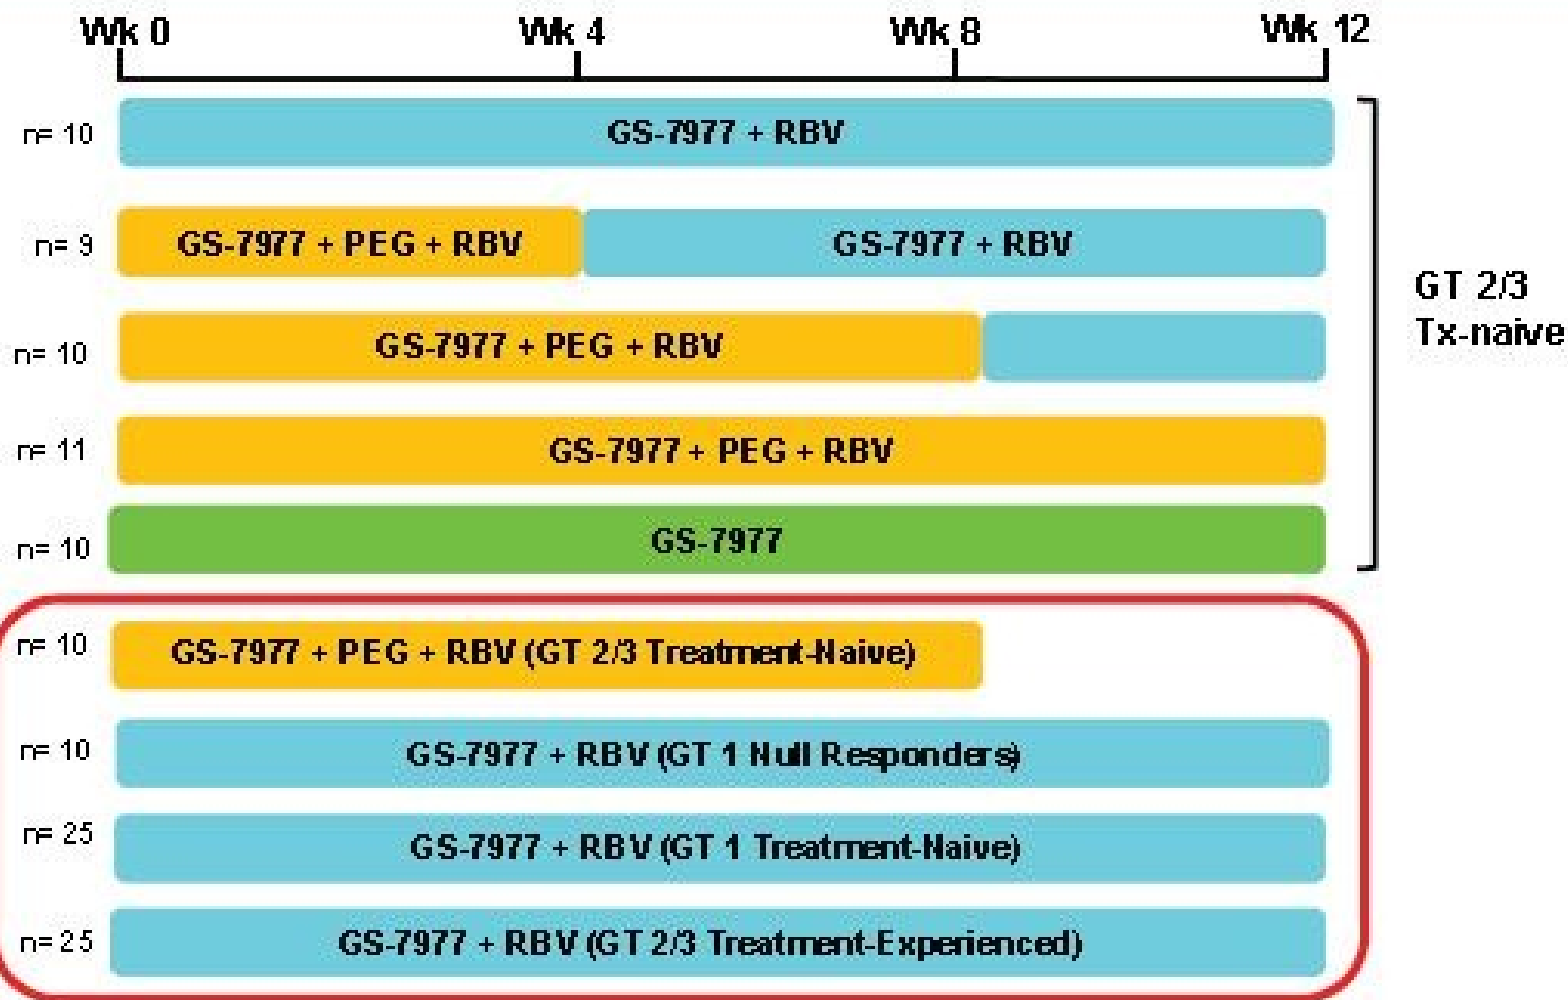 Wk 0 Wk 4 Wk 8 Wk 12
n= 10 GS-7977 + RBV
n= 9 GS-7977 + PEG + RBV GS-7977 + RBV
GT 2/3
Tx-naive
n= 10 GS-7977 + PEG + RBV
n= 11 GS-7977 + PEG + RBV
n= 10 GS-7977
n= 10 GS-7977 + PEG + RBV (GT 2/3 Treatment-Naive)
n= 10 GS-7977 + RBV (GT 1 Null Responders)
n= 25 GS-7977 + RBV (GT 1 Treatment-Naive)
n= 25 GS-7977 + RBV (GT 2/3 Treatment-Experienced)